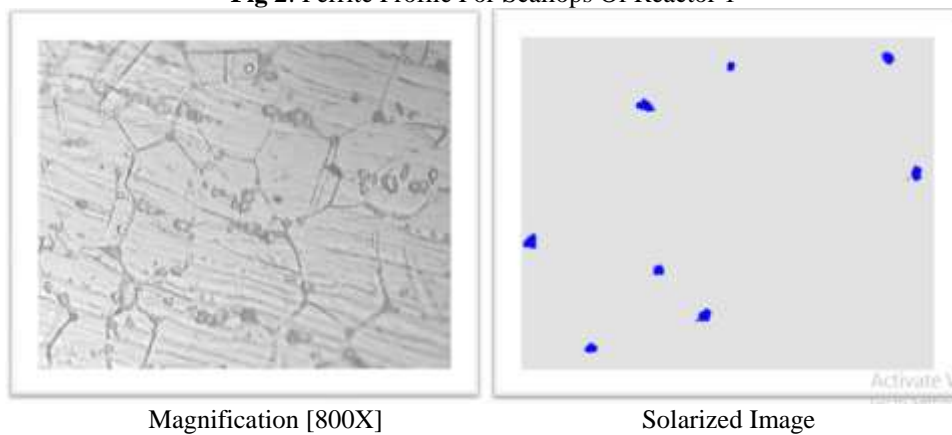 Fig 2: Ferrite Profile For Scallops Of Reactor 1
Activate
Magnification [800X]
Solarized Image